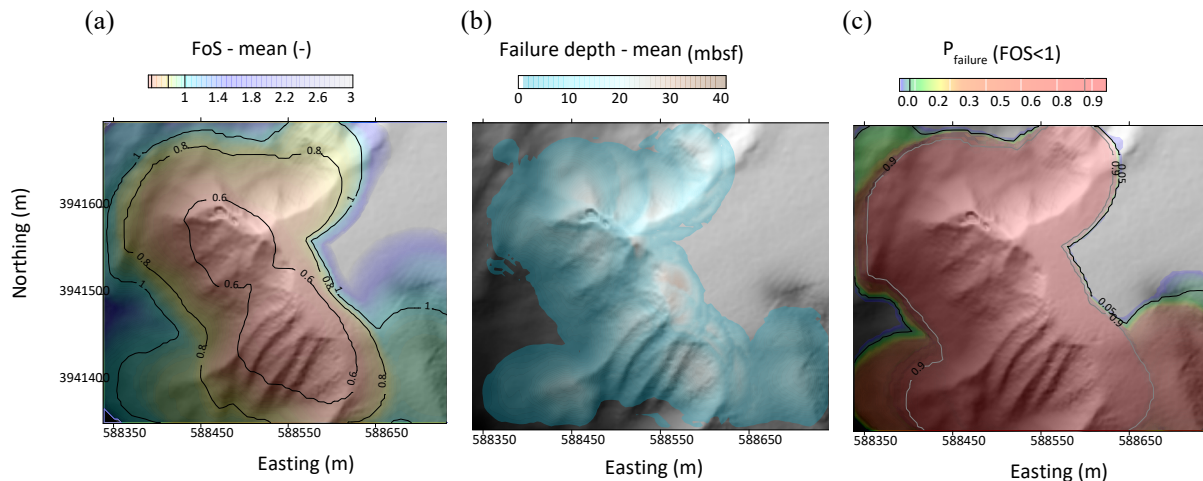 (a)
(b)
(c)
FoS - mean (-)
Failure depth - mean (mbsf)
P_failure (FOS<1)
1 1.4 1.8 2.2 2.6 3
0 10 20 30 40
0.0 0.2 0.3 0.5 0.6 0.8 0.9
Northing (m)
3941600
3941500
3941400
1
0.8
0.8
1
0.6
0.8
0.6
1
0.8
1
0.8
0.6
0.8
0.9
0.9
0.05
0.05
0.9
0.9
588350 588450 588550 588650
588350 588450 588550 588650
588350 588450 588550 588650
Easting (m)
Easting (m)
Easting (m)